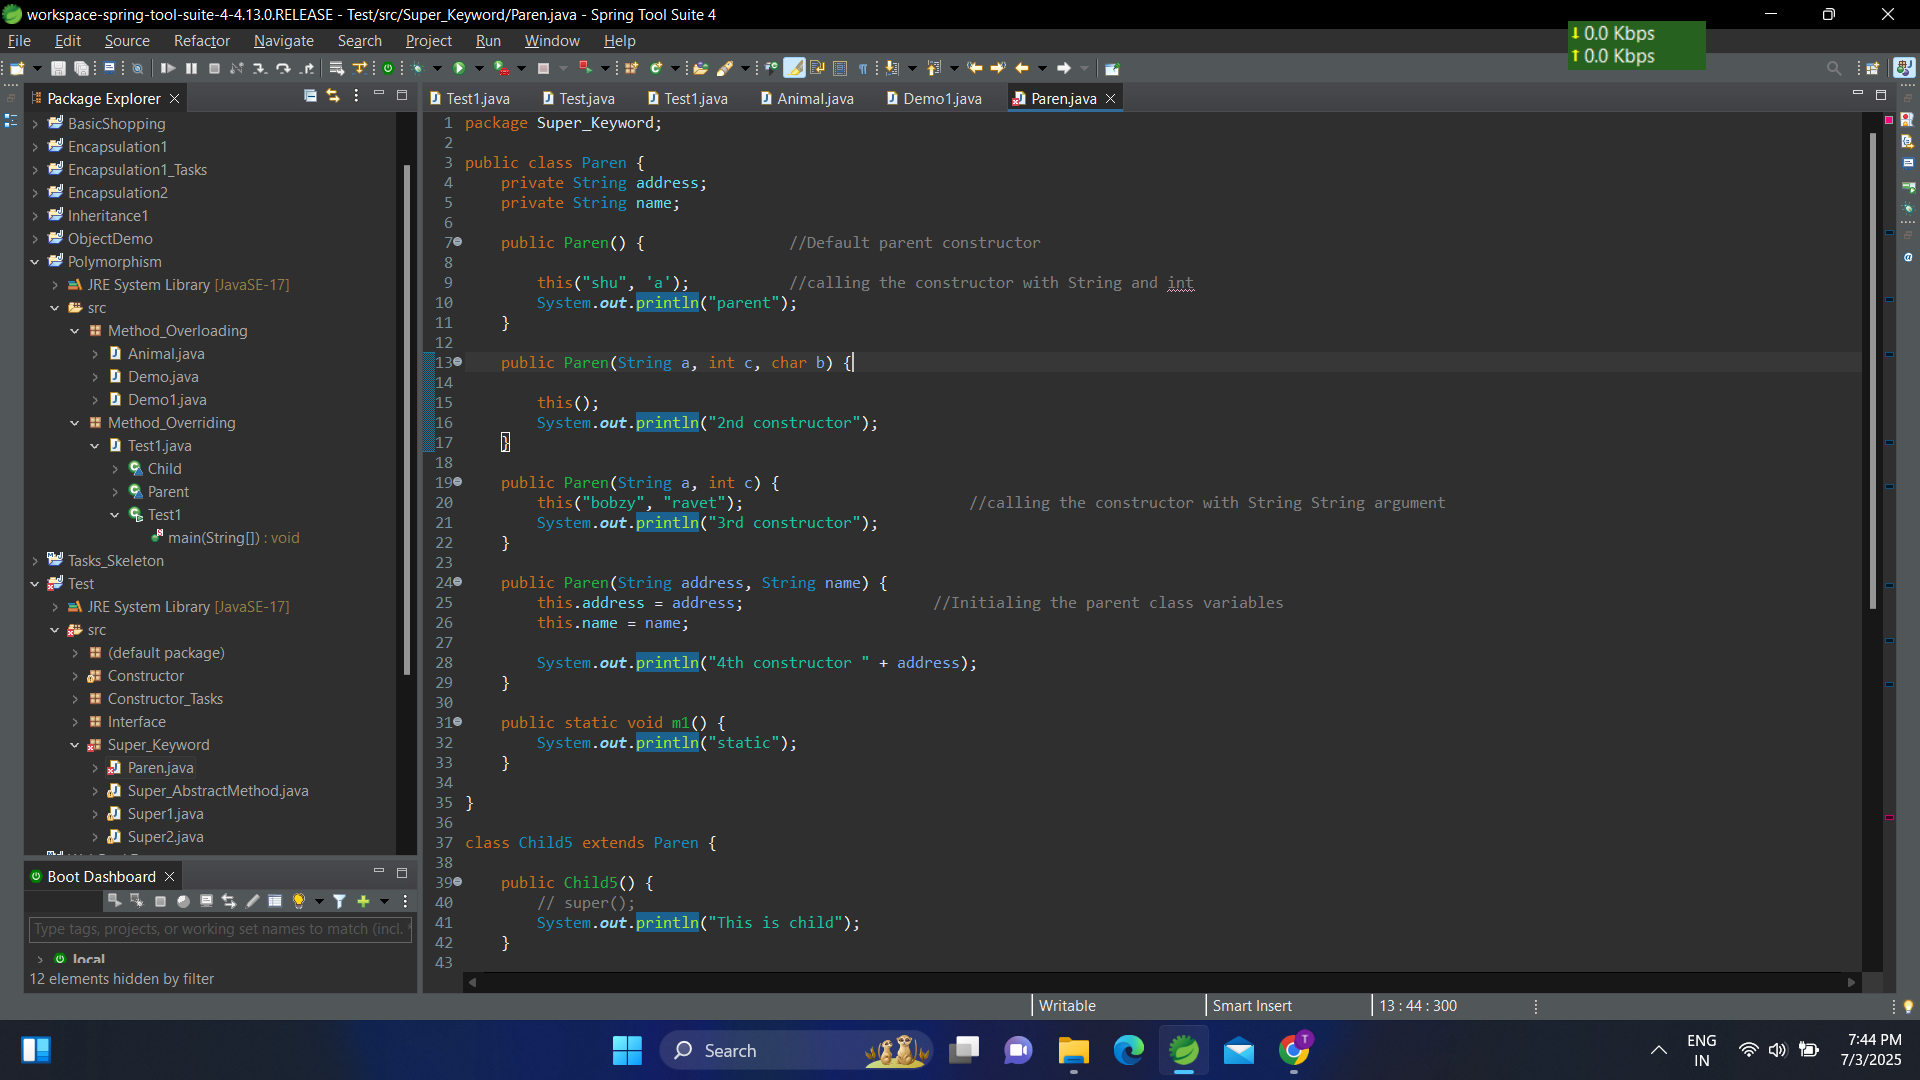 workspace-spring-tool-suite-4-4.13.0.RELEASE - Test/src/Super_Keyword/Paren.java - Spring Tool Suite 4
0.0 Kbps
0.0 Kbps
File Edit Source Refactor Navigate Search Project Run Window Help
Package Explorer
BasicShopping
Encapsulation1
Encapsulation1_Tasks
Encapsulation2
Inheritance1
ObjectDemo
Polymorphism
JRE System Library [JavaSE-17]
src
Method_Overloading
Animal.java
Demo.java
Demo1.java
Method_Overriding
Test1.java
Child
Parent
Test1
main(String[]) : void
Tasks_Skeleton
Test
JRE System Library [JavaSE-17]
src
(default package)
Constructor
Constructor_Tasks
Interface
Super_Keyword
Paren.java
Super_AbstractMethod.java
Super1.java
Super2.java
Boot Dashboard
Type tags, projects, or working set names to match (incl.
local
12 elements hidden by filter
Test1.java Test.java Test1.java Animal.java Demo1.java Paren.java
1 package Super_Keyword;
2
3 public class Paren {
4 private String address;
5 private String name;
6
7 public Paren() { //Default parent constructor
8
9 this("shu", 'a'); //calling the constructor with String and int
10 System.out.println("parent");
11 }
12
13 public Paren(String a, int c, char b) {
14
15 this();
16 System.out.println("2nd constructor");
17 }
18
19 public Paren(String a, int c) {
20 this("bobzy", "ravet"); //calling the constructor with String String argument
21 System.out.println("3rd constructor");
22 }
23
24 public Paren(String address, String name) {
25 this.address = address; //Initialing the parent class variables
26 this.name = name;
27
28 System.out.println("4th constructor " + address);
29 }
30
31 public static void m1() {
32 System.out.println("static");
33 }
34
35 }
36
37 class Child5 extends Paren {
38
39 public Child5() {
40 // super();
41 System.out.println("This is child");
42 }
43
Writable Smart Insert 13 : 44 : 300
Search
ENG
IN
7:44 PM
7/3/2025